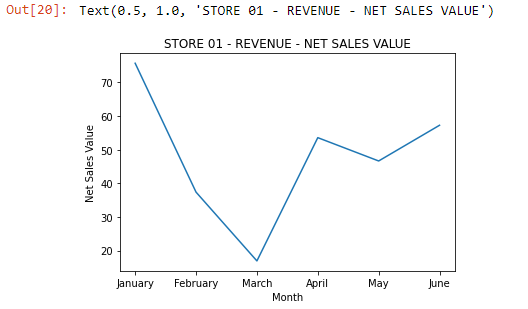 Out[20]: Text(0.5, 1.0, 'STORE 01 - REVENUE - NET SALES VALUE')
STORE 01 - REVENUE - NET SALES VALUE
70
60
50
40
30
20
Net Sales Value
January February March April May June
Month